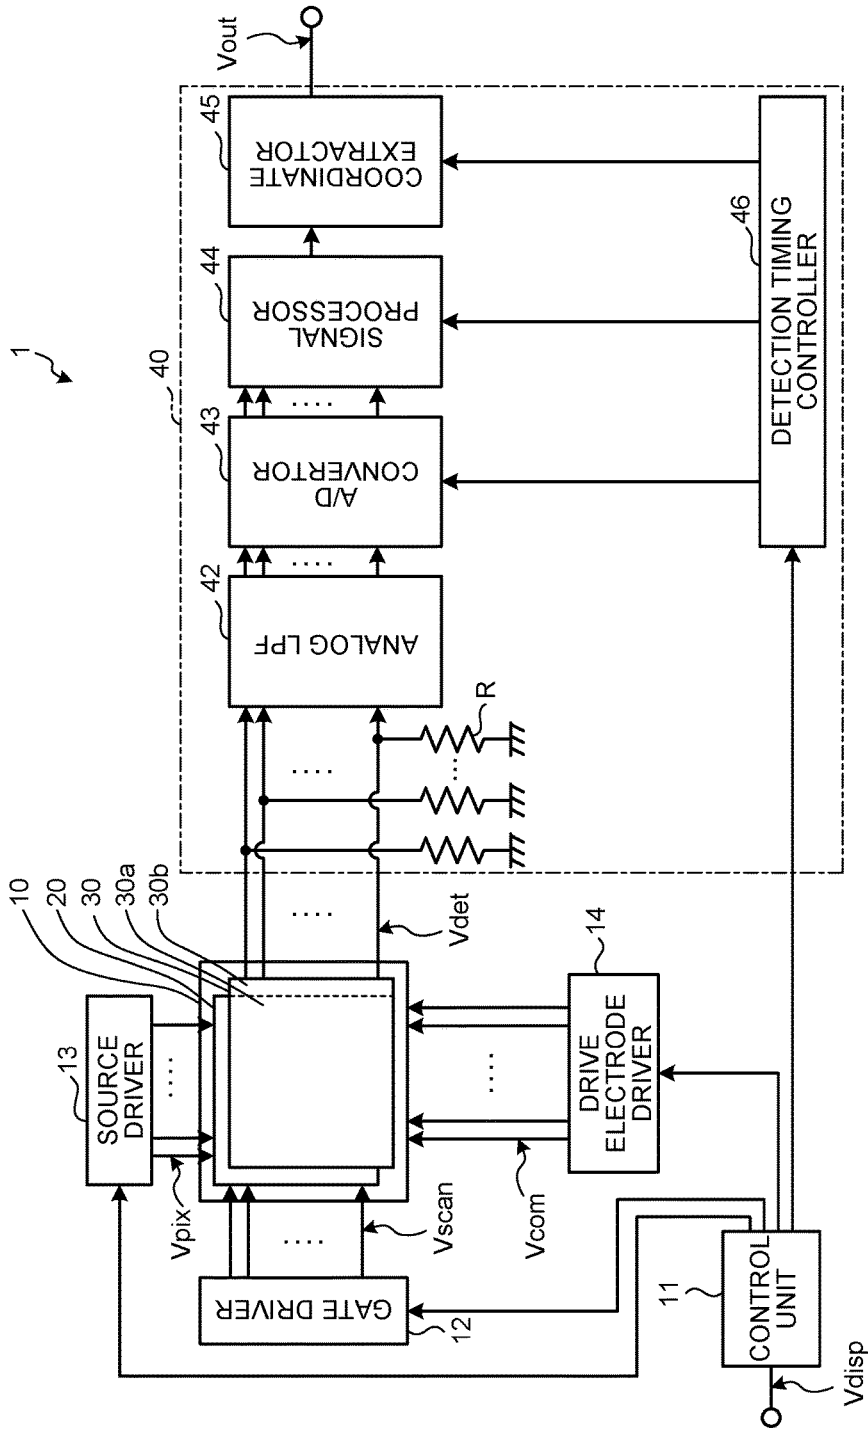 1
10
20
30
30a
30b
13
SOURCE
DRIVER
Vpix
....
GATE DRIVER
12
Vscan
....
Vcom
....
DRIVE
ELECTRODE
DRIVER
14
Vdisp
CONTROL
UNIT
11
Vdet
....
40
....
R
....
ANALOG LPF
42
....
A/D
CONVERTOR
43
....
SIGNAL
PROCESSOR
44
COORDINATE
EXTRACTOR
45
Vout
DETECTION TIMING
CONTROLLER
46